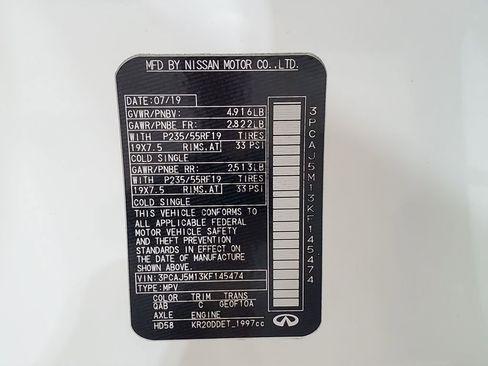 MFD BY NISSAN MOTOR CO.,LTD.
DATE:07/19
GVWR/PNBV: 4,916LB
GAWR/PNBE FR: 2,822LB
WITH P235/55RF19 TIRES
19X7.5 RIMS.AT 33 PSI
COLD SINGLE
GAWR/PNBE RR: 2,513LB
WITH P235/55RF19 TIRES
19X7.5 RIMS.AT 33 PSI
COLD SINGLE
THIS VEHICLE CONFORMS TO
ALL APPLICABLE FEDERAL
MOTOR VEHICLE SAFETY
AND THEFT PREVENTION
STANDARDS IN EFFECT ON
THE DATE OF MANUFACTURE
SHOWN ABOVE.
VIN:3PCAJ5M13KF145474
TYPE:MPV
COLOR TRIM TRANS
QAB C GE0F10A
AXLE ENGINE
HD58 KR20DDET_1997cc
3PCAJ5M13KF145474